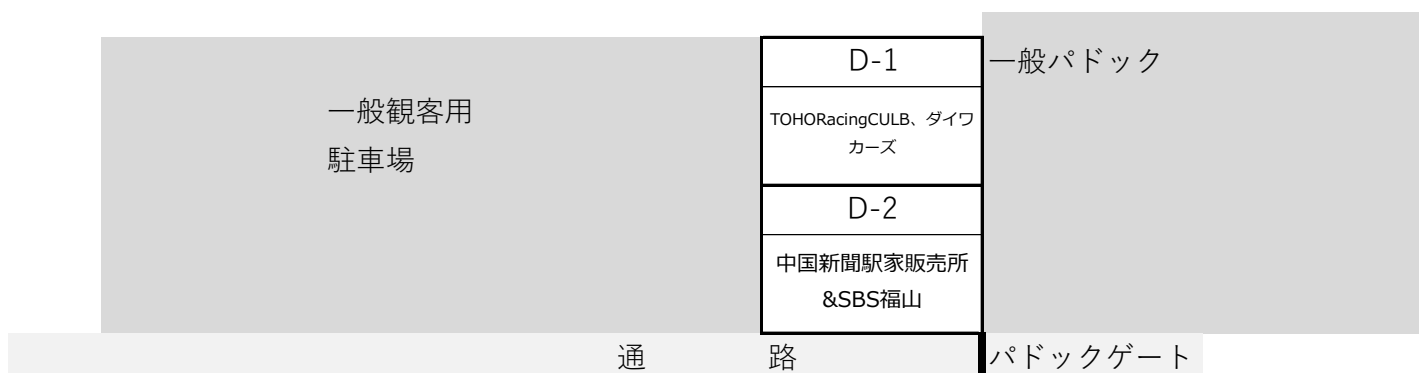 D-1
一般パドック
一般観客用
駐車場
TOHORacingCULB、ダイワ
カーズ
D-2
中国新聞駅家販売所
&SBS福山
通 路
パドックゲート